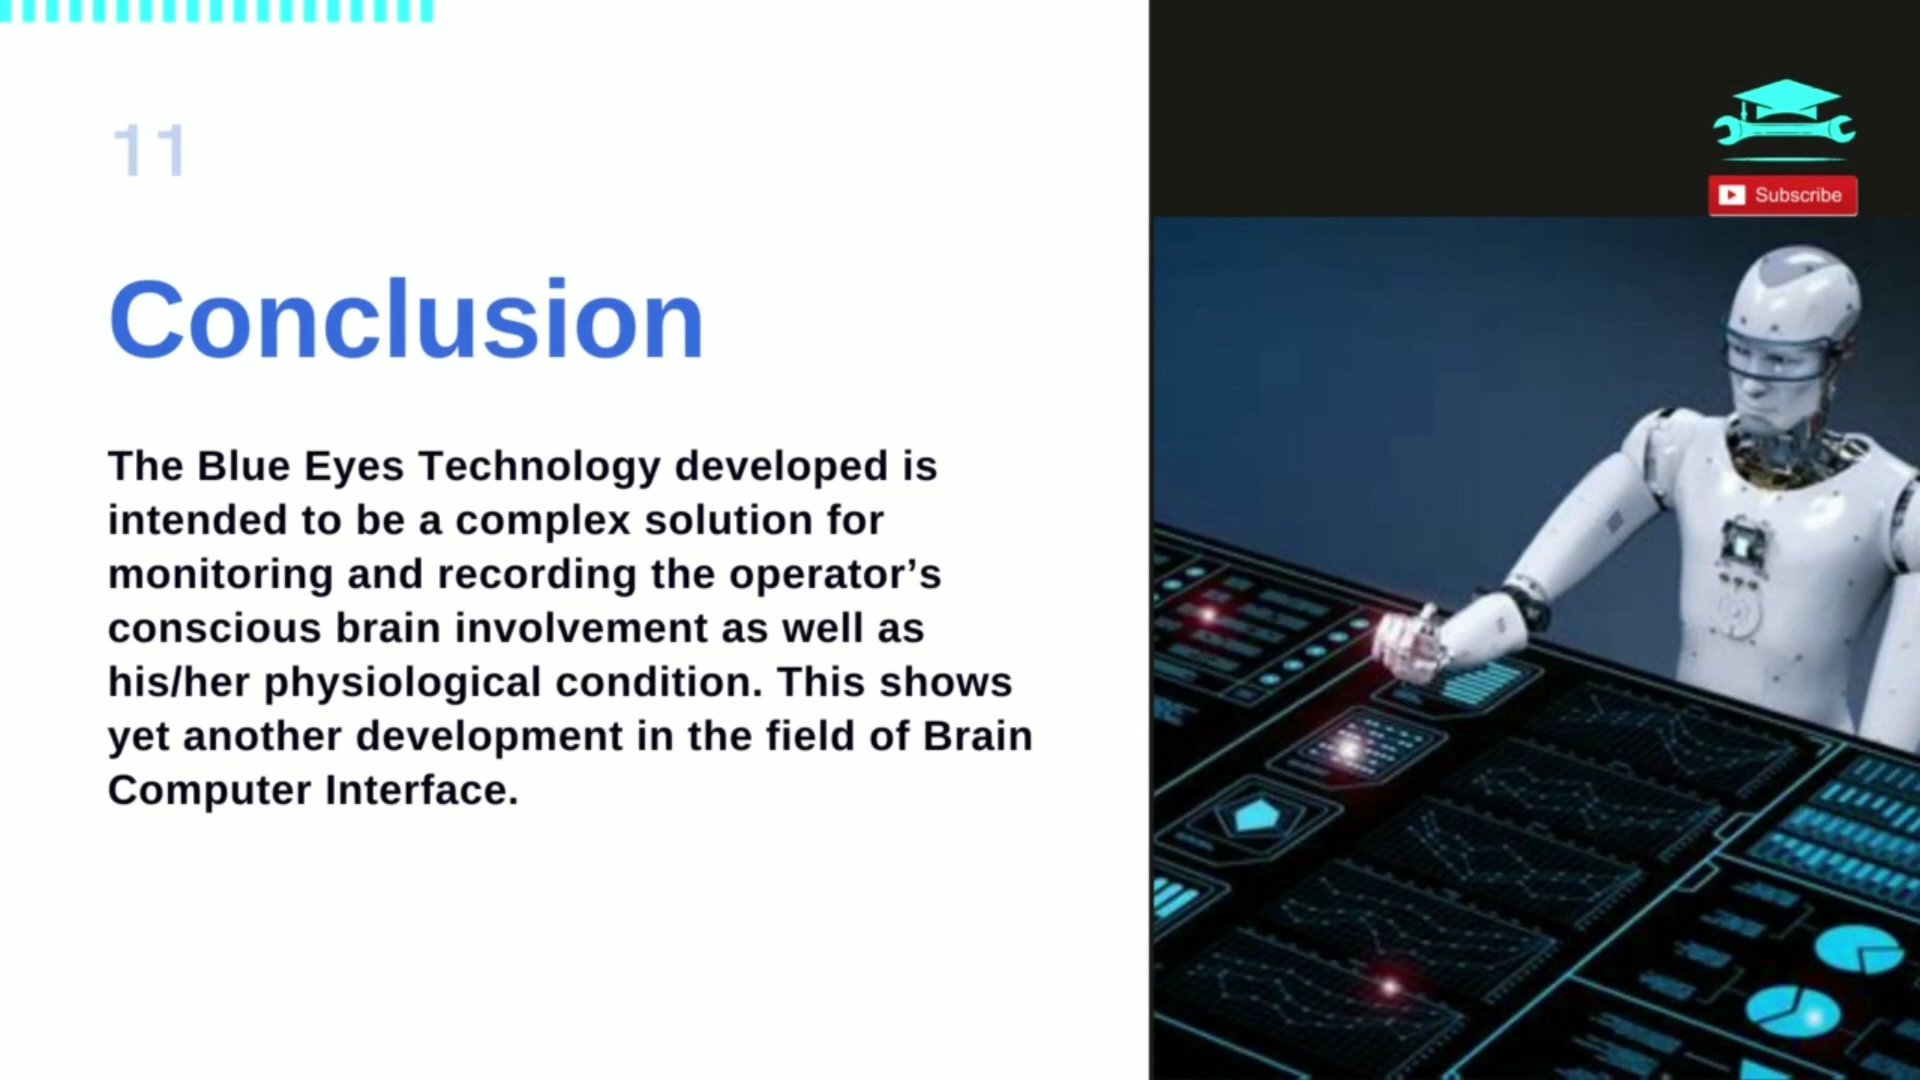 11
Subscribe
Conclusion
The Blue Eyes Technology developed is
intended to be a complex solution for
monitoring and recording the operator’s
conscious brain involvement as well as
his/her physiological condition. This shows
yet another development in the field of Brain
Computer Interface.